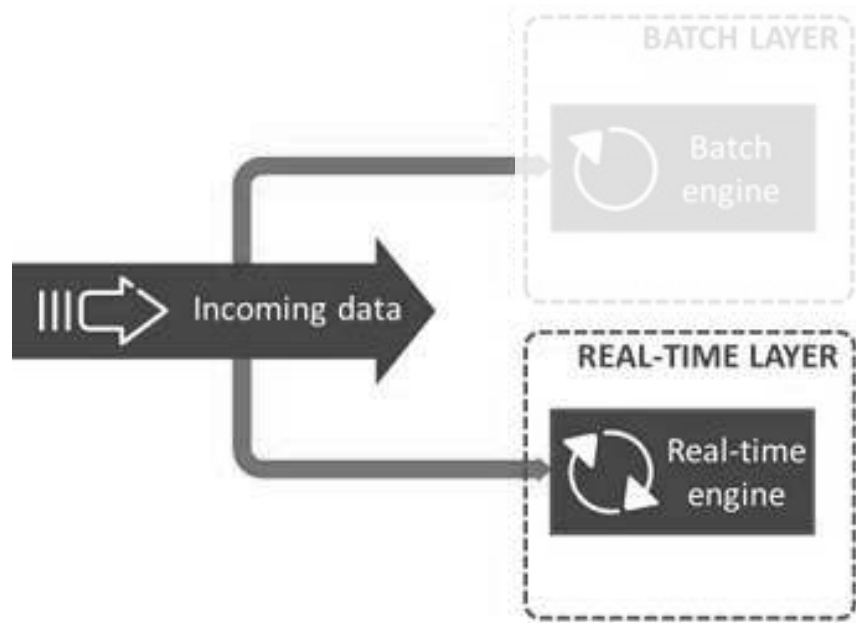 BATCH LAYER
Batch
engine
Incoming data
REAL-TIME LAYER
Real-time
engine